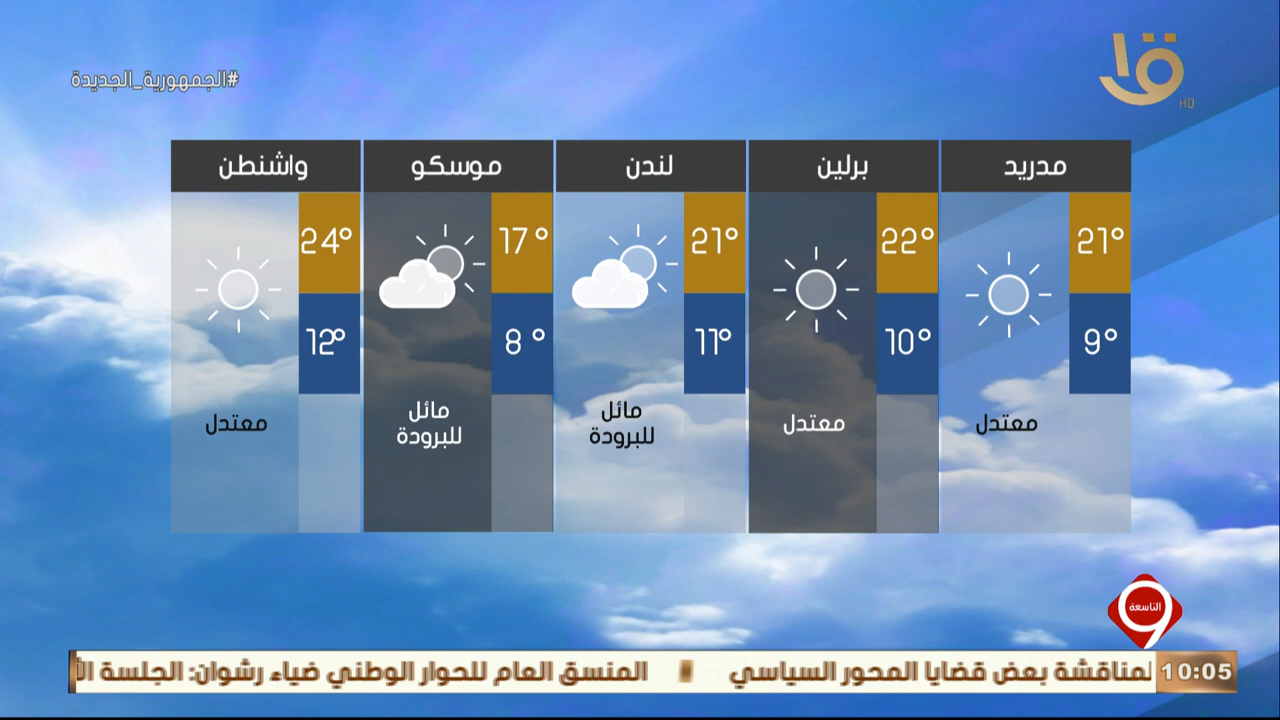 #الجمهورية_الجديدة
HD
مدريد
21°
9°
معتدل
برلين
22°
10°
معتدل
لندن
21°
11°
مائل
للبرودة
موسكو
17°
8°
مائل
للبرودة
واشنطن
24°
12°
معتدل
التاسعة
9
10:05
لمناقشة بعض قضايا المحور السياسي
المنسق العام للحوار الوطني ضياء رشوان: الجلسة